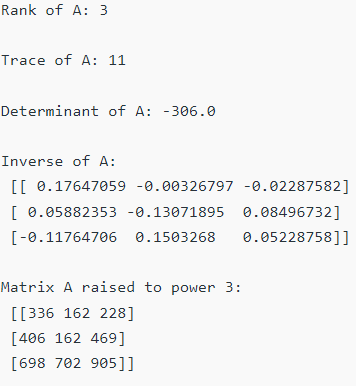 Rank of A: 3
Trace of A: 11
Determinant of A: -306.0
Inverse of A:
[[ 0.17647059 -0.00326797 -0.02287582]
[ 0.05882353 -0.13071895  0.08496732]
[-0.11764706  0.1503268   0.05228758]]
Matrix A raised to power 3:
[[336 162 228]
[406 162 469]
[698 702 905]]